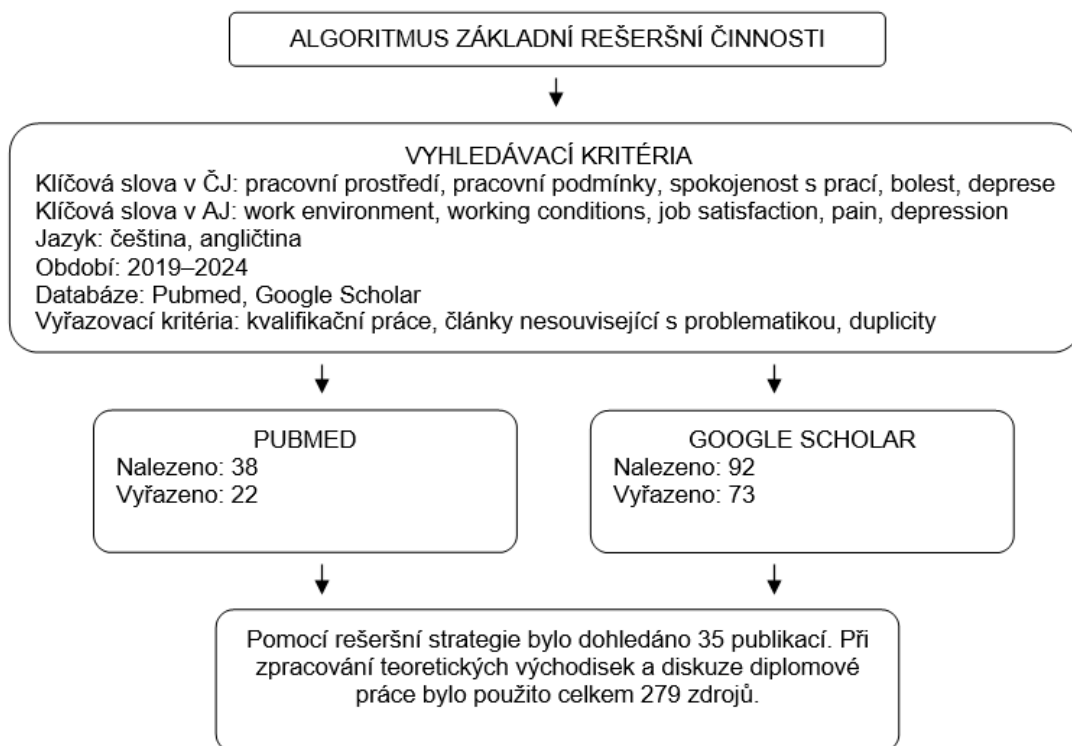 ALGORITMUS ZÁKLADNÍ REŠERŠNÍ ČINNOSTI
VYHLEDÁVACÍ KRITÉRIA
Klíčová slova v ČJ: pracovní prostředí, pracovní podmínky, spokojenost s prací, bolest, deprese
Klíčová slova v AJ: work environment, working conditions, job satisfaction, pain, depression
Jazyk: čeština, angličtina
Období: 2019–2024
Databáze: Pubmed, Google Scholar
Vyřazovací kritéria: kvalifikační práce, články nesouvisející s problematikou, duplicity
PUBMED
Nalezeno: 38
Vyřazeno: 22
GOOGLE SCHOLAR
Nalezeno: 92
Vyřazeno: 73
Pomocí rešeršní strategie bylo dohledáno 35 publikací. Při
zpracování teoretických východisek a diskuze diplomové
práce bylo použito celkem 279 zdrojů.